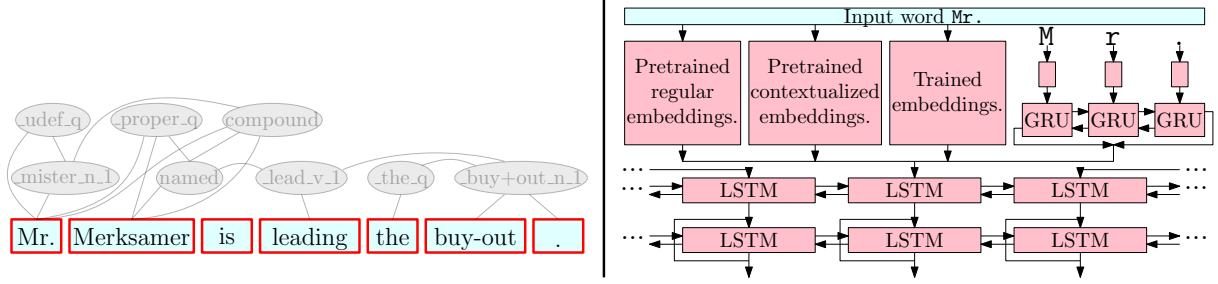 _udef_q _proper_q compound
_mister_n_1 named _lead_v_1 _the_q _buy+out_n_1
Mr. Merksamer is leading the buy-out .
Input word Mr.
M r .
Pretrained
regular
embeddings.
Pretrained
contextualized
embeddings.
Trained
embeddings.
GRU GRU GRU
... ...
... LSTM LSTM LSTM ...
... LSTM LSTM LSTM ...